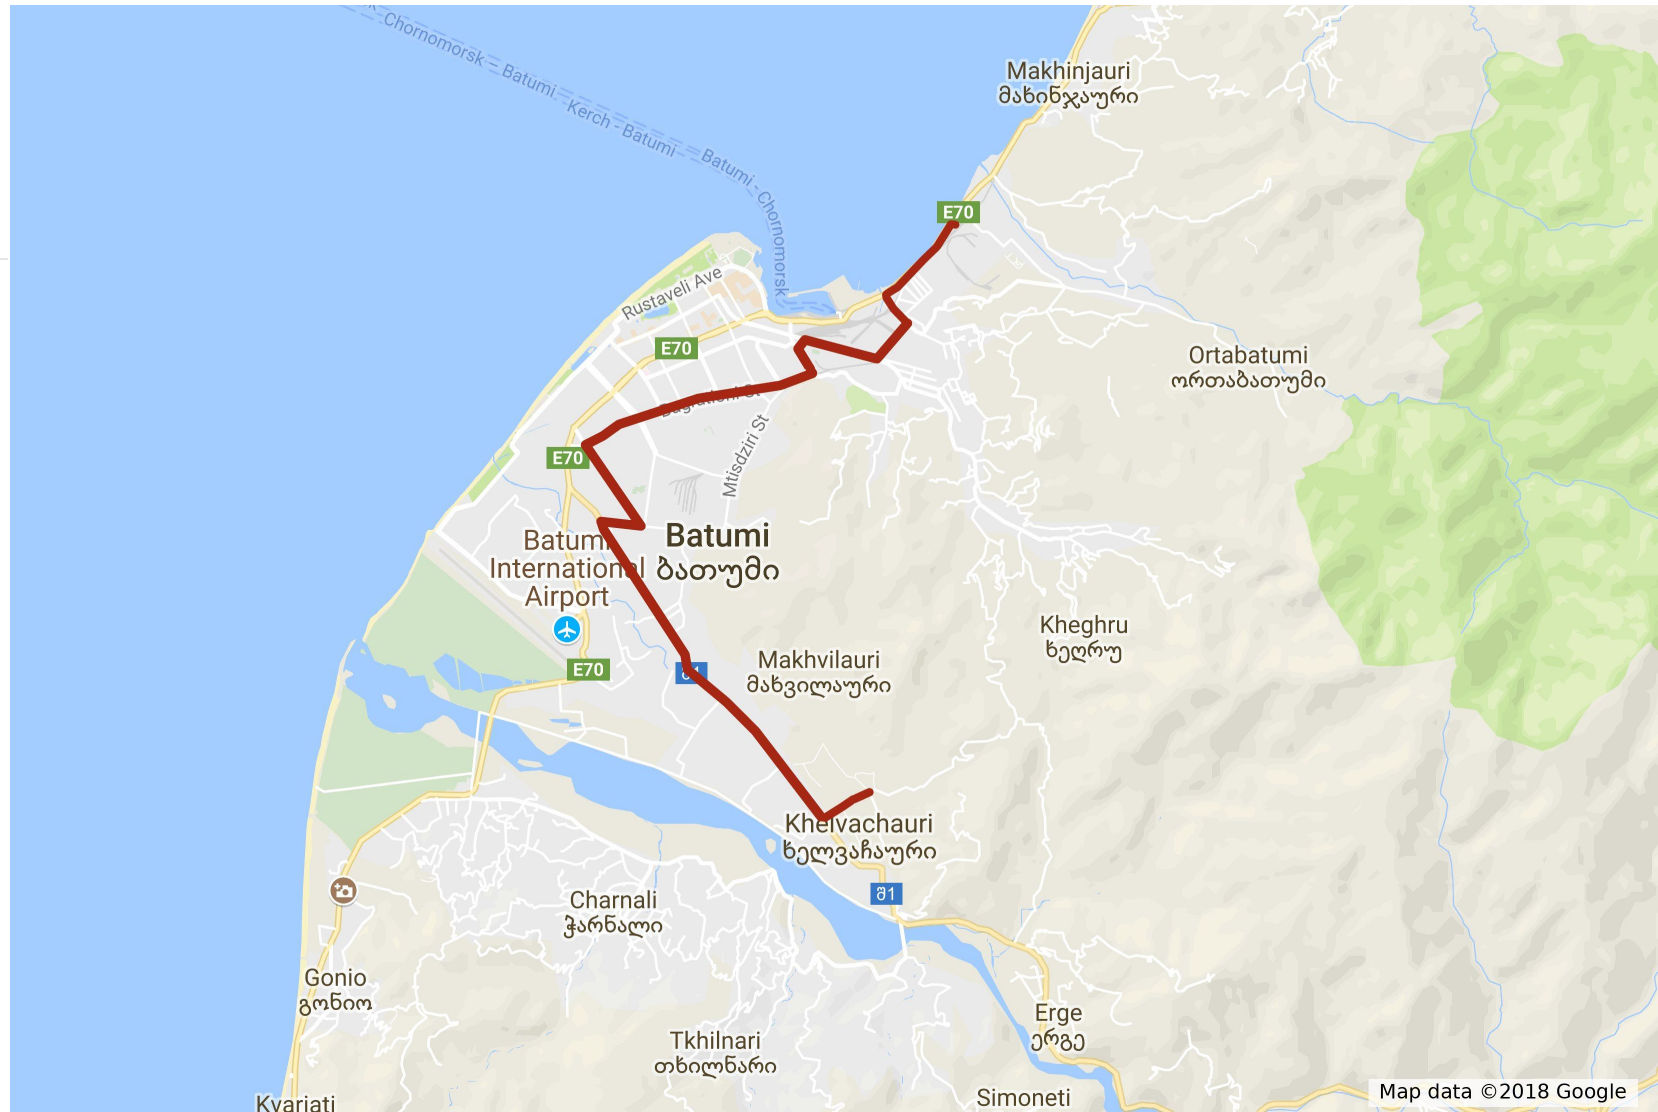 Chornomorsk – Batumi
Kerch - Batumi
Batumi - Chornomorsk
Makhinjauri
მახინჯაური
E70
Rustaveli Ave
E70
Ortabatumi
ორთაბათუმი
Bagrationi St
Mtisdziri St
E70
Batumi
ბათუმი
Batumi
International
Airport
Kheghru
ხეღრუ
Makhvilauri
მახვილაური
E70
Khelvachauri
ხელვაჩაური
შ1
Charnali
ჭარნალი
Gonio
გონიო
Erge
ერგე
Tkhilnari
თხილნარი
Simoneti
Kvariati
Map data ©2018 Google